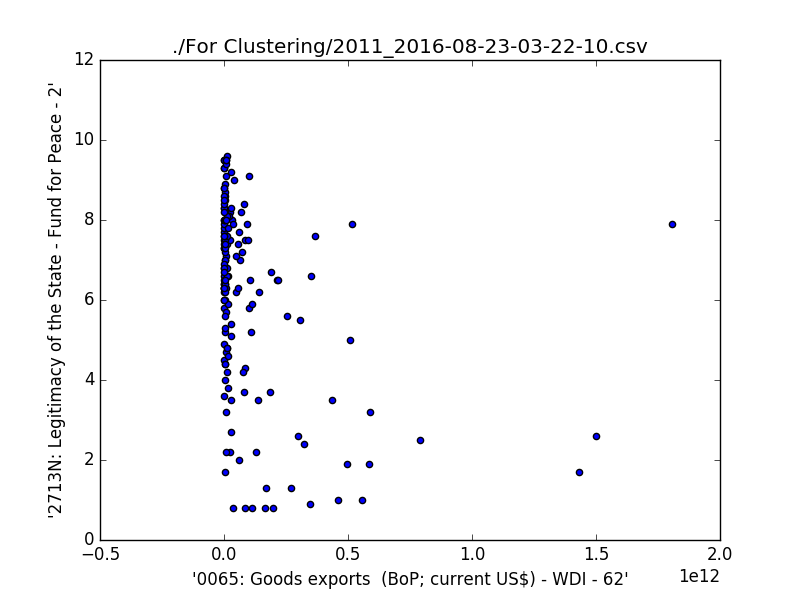 ./For Clustering/2011_2016-08-23-03-22-10.csv
12
10
8
6
4
2
0
'2713N: Legitimacy of the State - Fund for Peace - 2'
−0.5 0.0 0.5 1.0 1.5 2.0
1e12
'0065: Goods exports  (BoP; current US$) - WDI - 62'